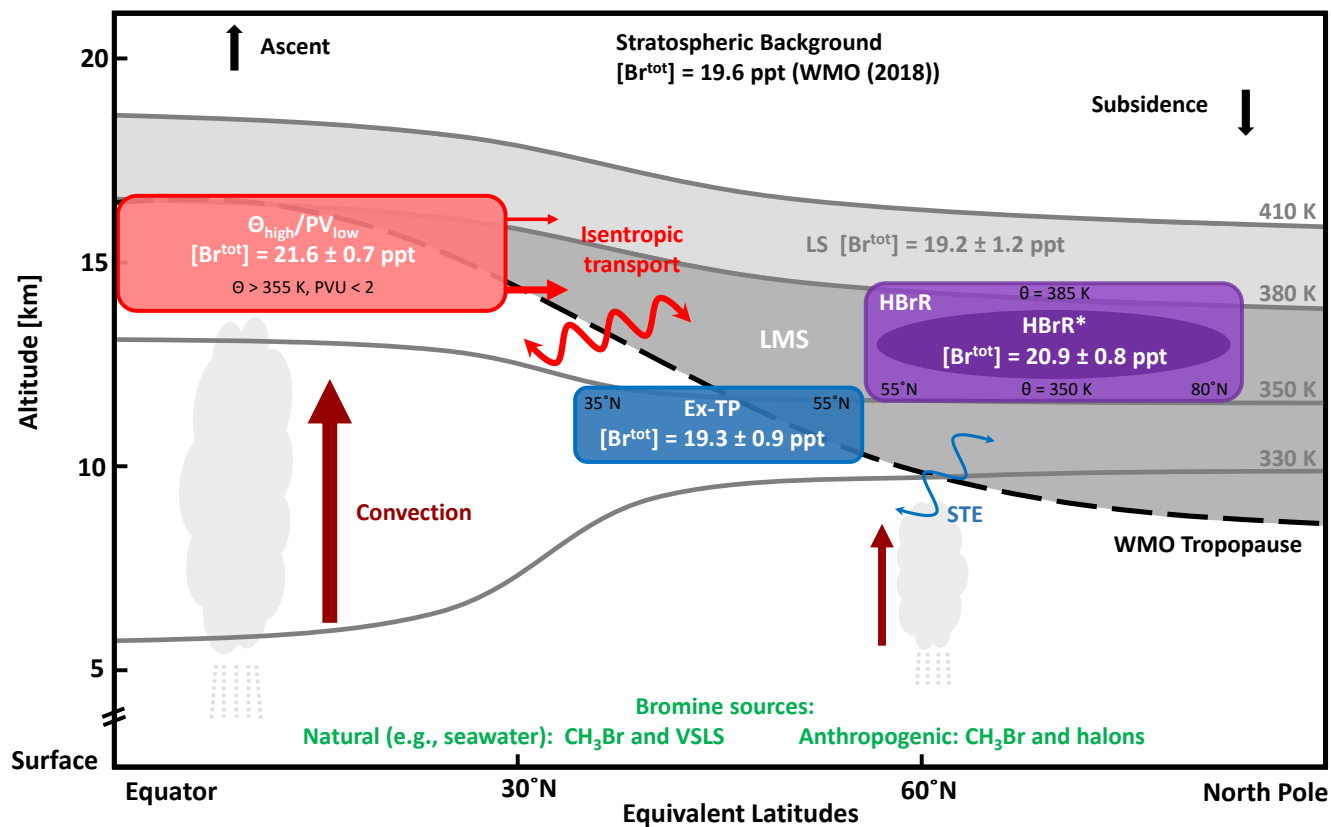 20
Ascent
Stratospheric Background
[Br^tot] = 19.6 ppt (WMO (2018))
Subsidence
Θ_high/PV_low
[Br^tot] = 21.6 ± 0.7 ppt
Θ > 355 K, PVU < 2
Isentropic
transport
410 K
LS [Br^tot] = 19.2 ± 1.2 ppt
15
380 K
HBrR
θ = 385 K
HBrR*
[Br^tot] = 20.9 ± 0.8 ppt
55˚N
θ = 350 K
80˚N
LMS
350 K
35˚N
Ex-TP
55˚N
[Br^tot] = 19.3 ± 0.9 ppt
10
330 K
Convection
STE
WMO Tropopause
5
Altitude [km]
Bromine sources:
Natural (e.g., seawater): CH₃Br and VSLS
Anthropogenic: CH₃Br and halons
Surface
Equator
30˚N
60˚N
North Pole
Equivalent Latitudes